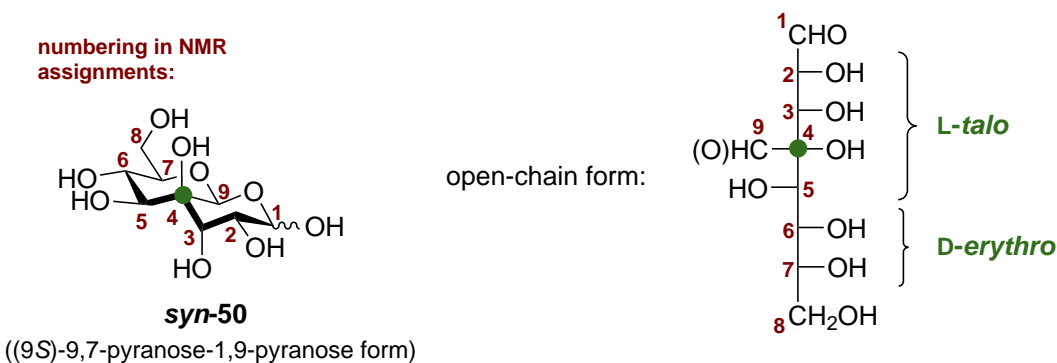 numbering in NMR
assignments:
OH
8
OH
6
7
HO
O
9
O
HO
5
4
1
OH
3
2
OH
HO
syn-50
((9S)-9,7-pyranose-1,9-pyranose form)
open-chain form:
1
CHO
2
OH
3
OH
9
4
(O)HC
OH
HO
5
6
OH
7
OH
8
CH2OH
L-talo
D-erythro